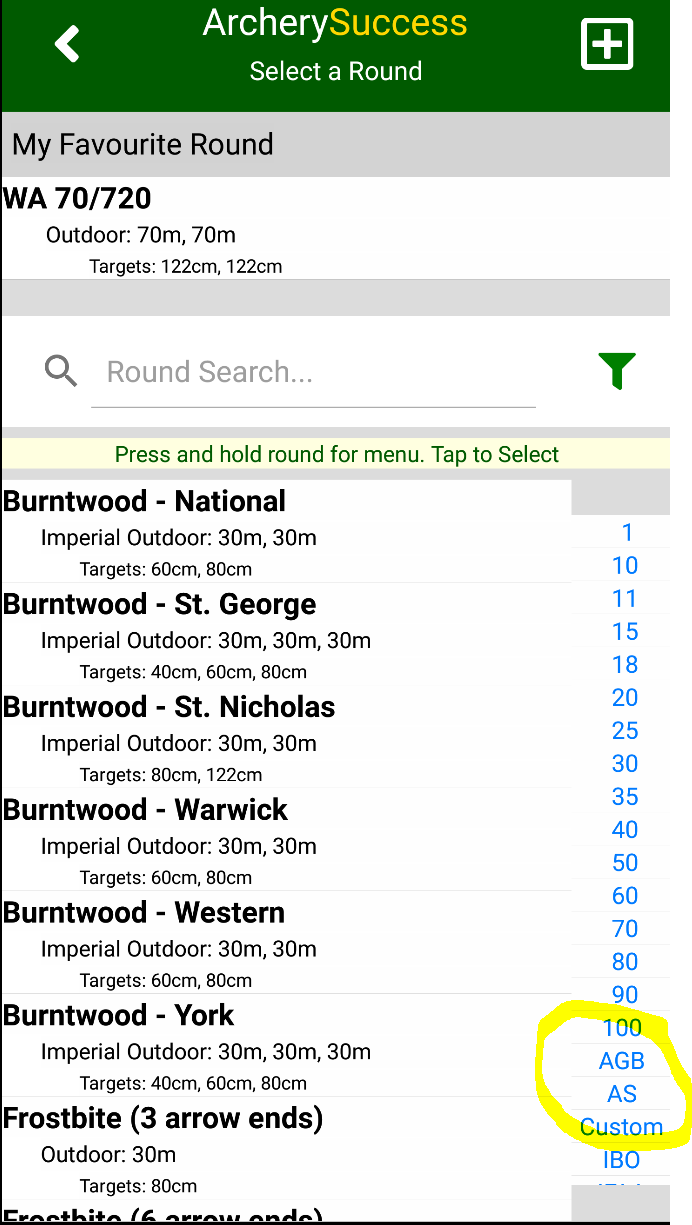 ArcherySuccess
Select a Round
My Favourite Round
WA 70/720
Outdoor: 70m, 70m
Targets: 122cm, 122cm
Round Search...
Press and hold round for menu. Tap to Select
Burntwood - National
Imperial Outdoor: 30m, 30m
Targets: 60cm, 80cm
Burntwood - St. George
Imperial Outdoor: 30m, 30m, 30m
Targets: 40cm, 60cm, 80cm
Burntwood - St. Nicholas
Imperial Outdoor: 30m, 30m
Targets: 80cm, 122cm
Burntwood - Warwick
Imperial Outdoor: 30m, 30m
Targets: 60cm, 80cm
Burntwood - Western
Imperial Outdoor: 30m, 30m
Targets: 60cm, 80cm
Burntwood - York
Imperial Outdoor: 30m, 30m, 30m
Targets: 40cm, 60cm, 80cm
Frostbite (3 arrow ends)
Outdoor: 30m
Targets: 80cm
Frostbite (6 arrow ends)
1
10
11
15
18
20
25
30
35
40
50
60
70
80
90
100
AGB
AS
Custom
IBO